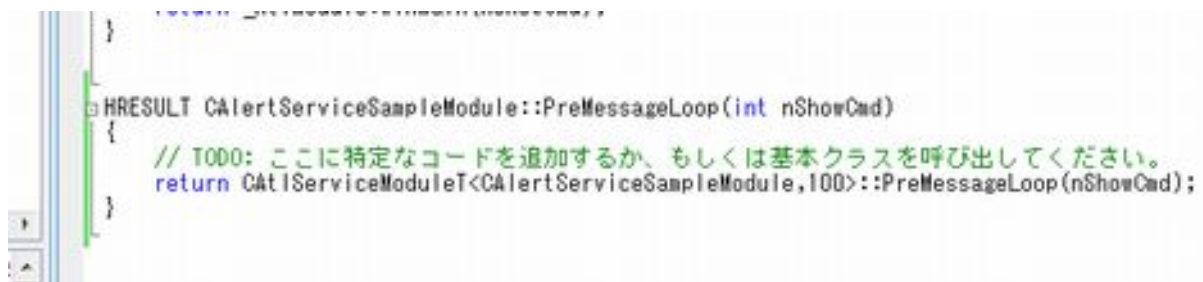 }
HRESULT CAlertServiceSampleModule::PreMessageLoop(int nShowCmd)
{
// TODO: ここに特定なコードを追加するか、もしくは基本クラスを呼び出してください。
return CAtlServiceModuleT<CAlertServiceSampleModule,100>::PreMessageLoop(nShowCmd);
}